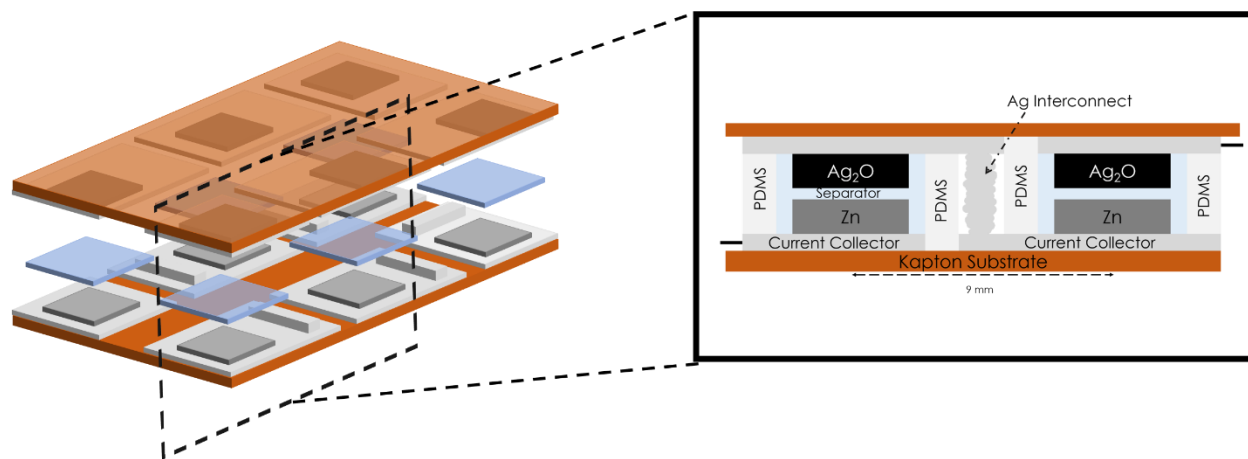 Ag Interconnect
PDMS
Ag₂O
Separator
Zn
PDMS
PDMS
Ag₂O
Zn
PDMS
Current Collector
Current Collector
Kapton Substrate
9 mm